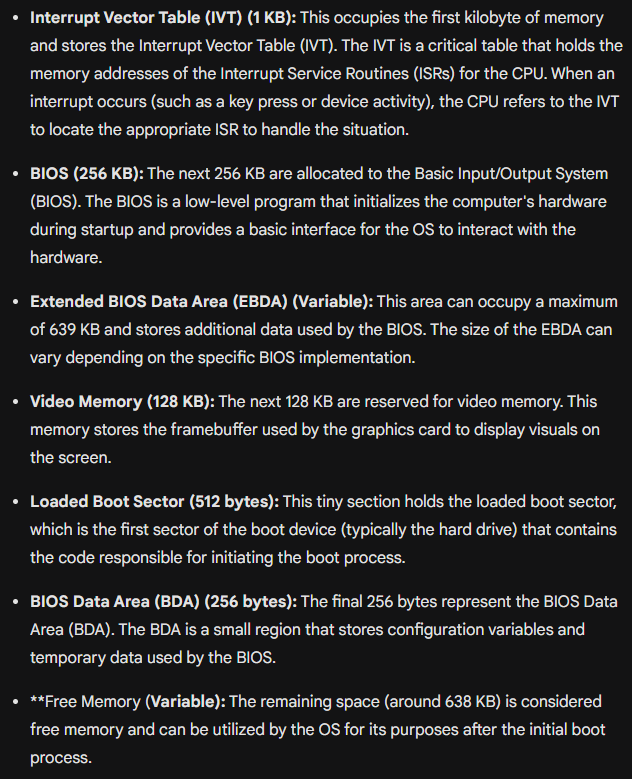 • Interrupt Vector Table (IVT) (1 KB): This occupies the first kilobyte of memory
and stores the Interrupt Vector Table (IVT). The IVT is a critical table that holds the
memory addresses of the Interrupt Service Routines (ISRs) for the CPU. When an
interrupt occurs (such as a key press or device activity), the CPU refers to the IVT
to locate the appropriate ISR to handle the situation.
• BIOS (256 KB): The next 256 KB are allocated to the Basic Input/Output System
(BIOS). The BIOS is a low-level program that initializes the computer's hardware
during startup and provides a basic interface for the OS to interact with the
hardware.
• Extended BIOS Data Area (EBDA) (Variable): This area can occupy a maximum
of 639 KB and stores additional data used by the BIOS. The size of the EBDA can
vary depending on the specific BIOS implementation.
• Video Memory (128 KB): The next 128 KB are reserved for video memory. This
memory stores the framebuffer used by the graphics card to display visuals on
the screen.
• Loaded Boot Sector (512 bytes): This tiny section holds the loaded boot sector,
which is the first sector of the boot device (typically the hard drive) that contains
the code responsible for initiating the boot process.
• BIOS Data Area (BDA) (256 bytes): The final 256 bytes represent the BIOS Data
Area (BDA). The BDA is a small region that stores configuration variables and
temporary data used by the BIOS.
• **Free Memory (Variable): The remaining space (around 638 KB) is considered
free memory and can be utilized by the OS for its purposes after the initial boot
process.